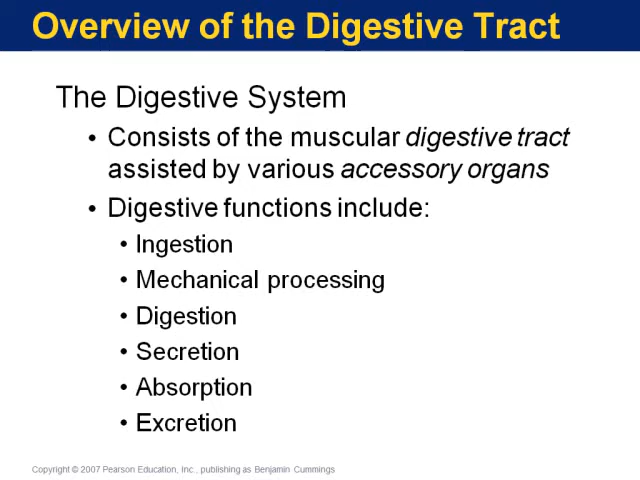 Overview of the Digestive Tract
The Digestive System
• Consists of the muscular digestive tract
assisted by various accessory organs
• Digestive functions include:
• Ingestion
• Mechanical processing
• Digestion
• Secretion
• Absorption
• Excretion
Copyright © 2007 Pearson Education, Inc., publishing as Benjamin Cummings